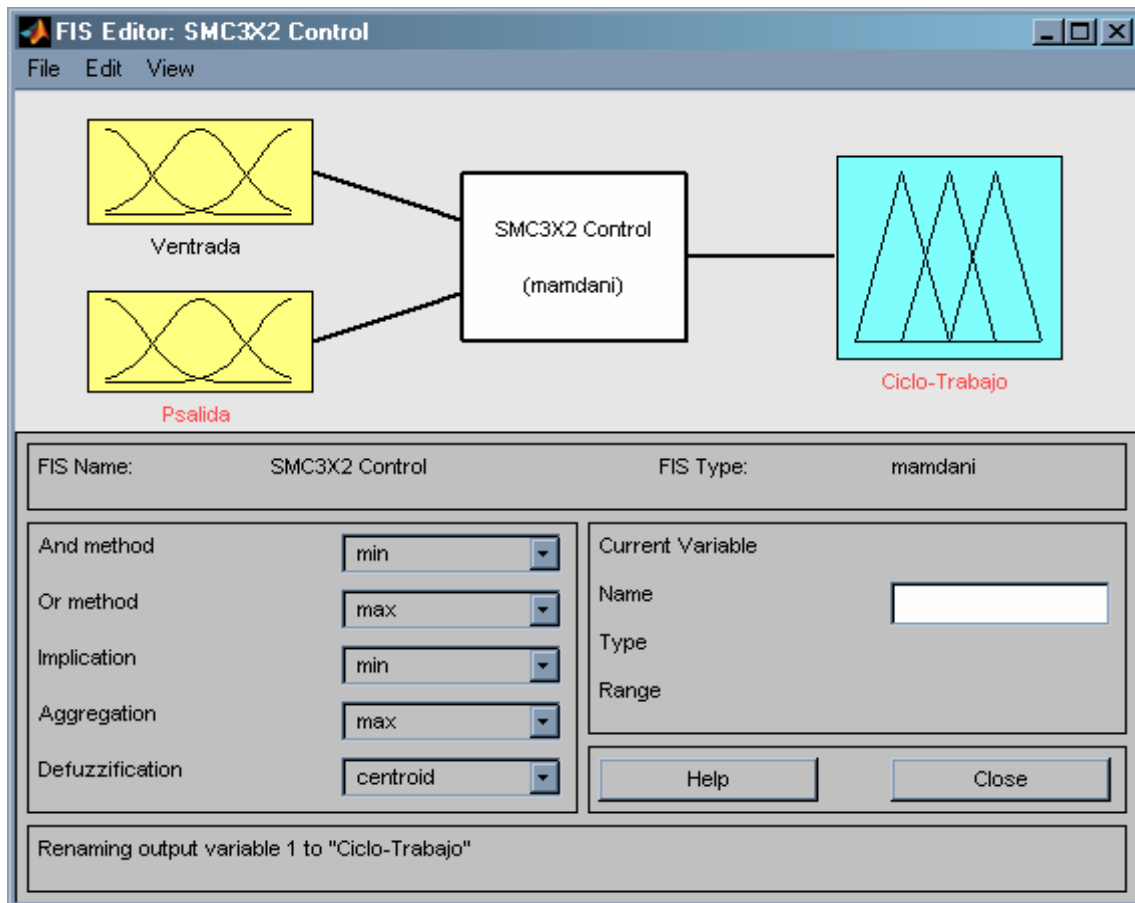 FIS Editor: SMC3X2 Control
File Edit View
Ventrada
Psalida
SMC3X2 Control
(mamdani)
Ciclo-Trabajo
FIS Name: SMC3X2 Control FIS Type: mamdani
And method min
Or method max
Implication min
Aggregation max
Defuzzification centroid
Current Variable
Name
Type
Range
Help Close
Renaming output variable 1 to "Ciclo-Trabajo"